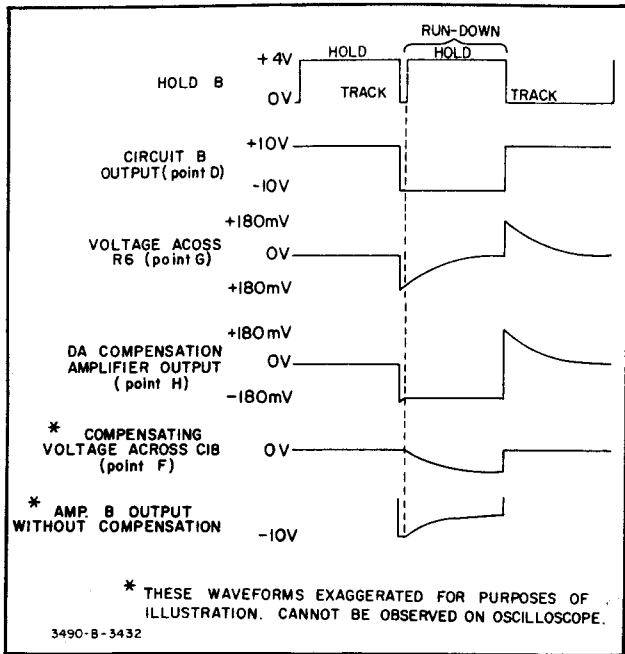 RUN-DOWN
HOLD HOLD
+4V
HOLD B
TRACK TRACK
0V
CIRCUIT B
OUTPUT(point D)
+10V
-10V
+180mV
VOLTAGE ACOSS
R6 (point G)
0V
+180mV
+180mV
DA COMPENSATION
AMPLIFIER OUTPUT
(point H)
0V
-180mV
* COMPENSATING
VOLTAGE ACROSS C18
(point F)
0V
* AMP. B OUTPUT
WITHOUT COMPENSATION
-10V
* THESE WAVEFORMS EXAGGERATED FOR PURPOSES OF
ILLUSTRATION. CANNOT BE OBSERVED ON OSCILLOSCOPE.
3490-B-3432